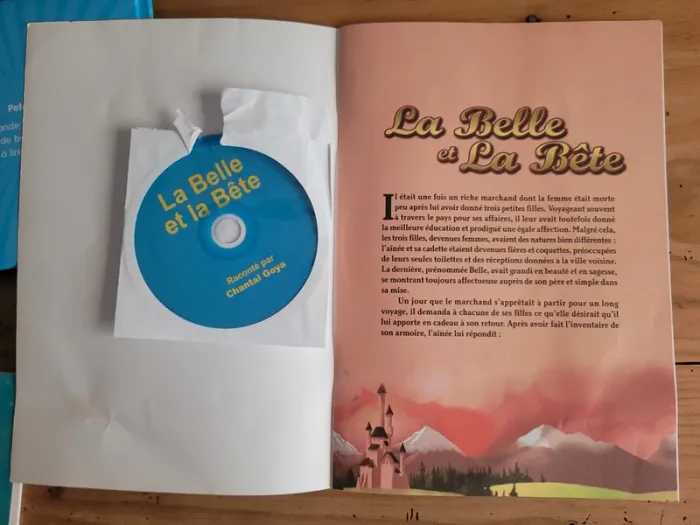 La Belle
et la Bête
Raconté par
Chantal Goya
La Belle
et La Bête
Il était une fois un riche marchand dont la femme était morte
peu après lui avoir donné trois petites filles. Voyageant souvent
à travers le pays pour ses affaires, il leur avait toutefois donné
la meilleure éducation et prodigué une égale affection. Malgré cela,
les trois filles, devenues femmes, avaient des natures bien différentes :
l'aînée et sa cadette étaient devenues fières et coquettes, préoccupées
de leurs seules toilettes et des réceptions données à la ville voisine.
La dernière, prénommée Belle, avait grandi en beauté et en sagesse,
se montrant toujours affectueuse auprès de son père et simple dans
sa mise.
Un jour que le marchand s'apprêtait à partir pour un long
voyage, il demanda à chacune de ses filles ce qu'elle désirait qu'il
lui apporte en cadeau à son retour. Après avoir fait l'inventaire de
son armoire, l'aînée lui répondit :